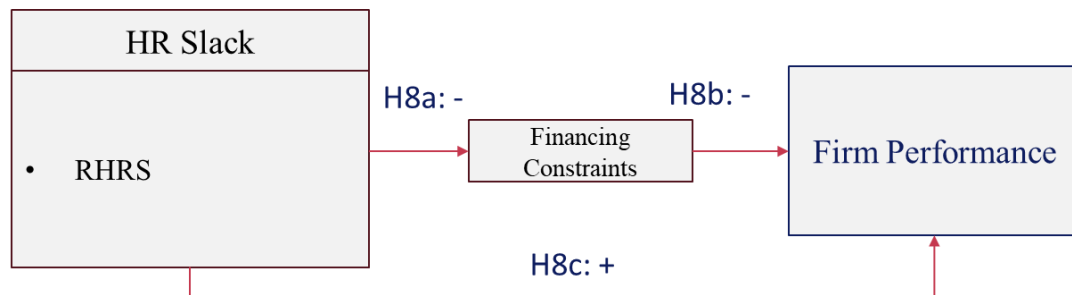 HR Slack
• RHRS
H8a: -
Financing
Constraints
H8b: -
Firm Performance
H8c: +